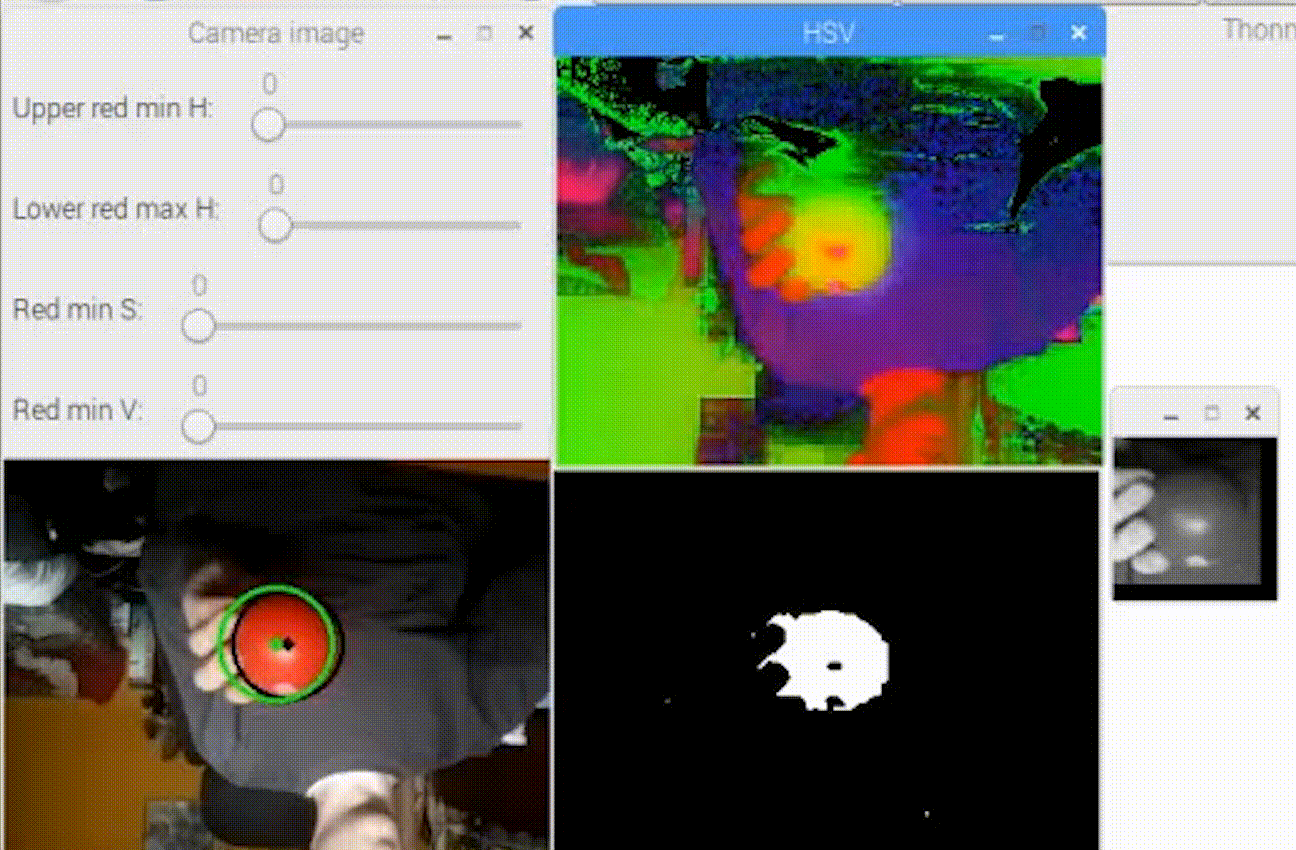 Camera image
HSV
Thonn
0
Upper red min H:
0
Lower red max H:
0
Red min S:
0
Red min V: